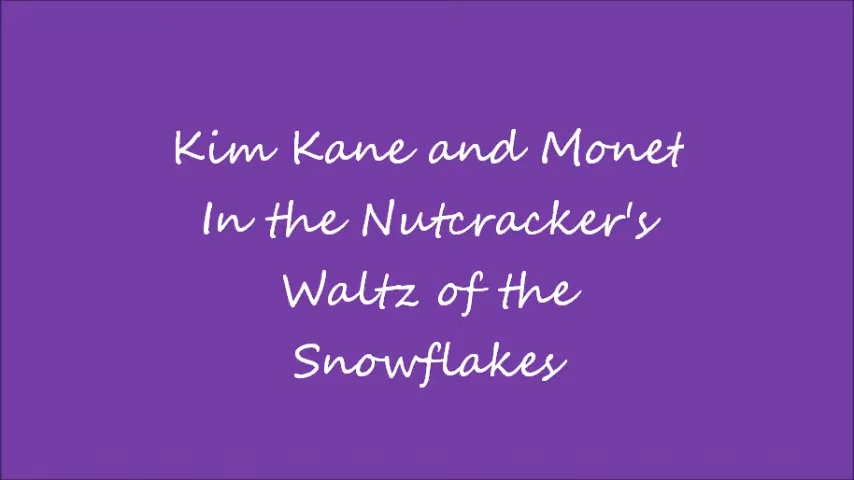 Kim Kane and Monet
In the Nutcracker's
Waltz of the
Snowflakes